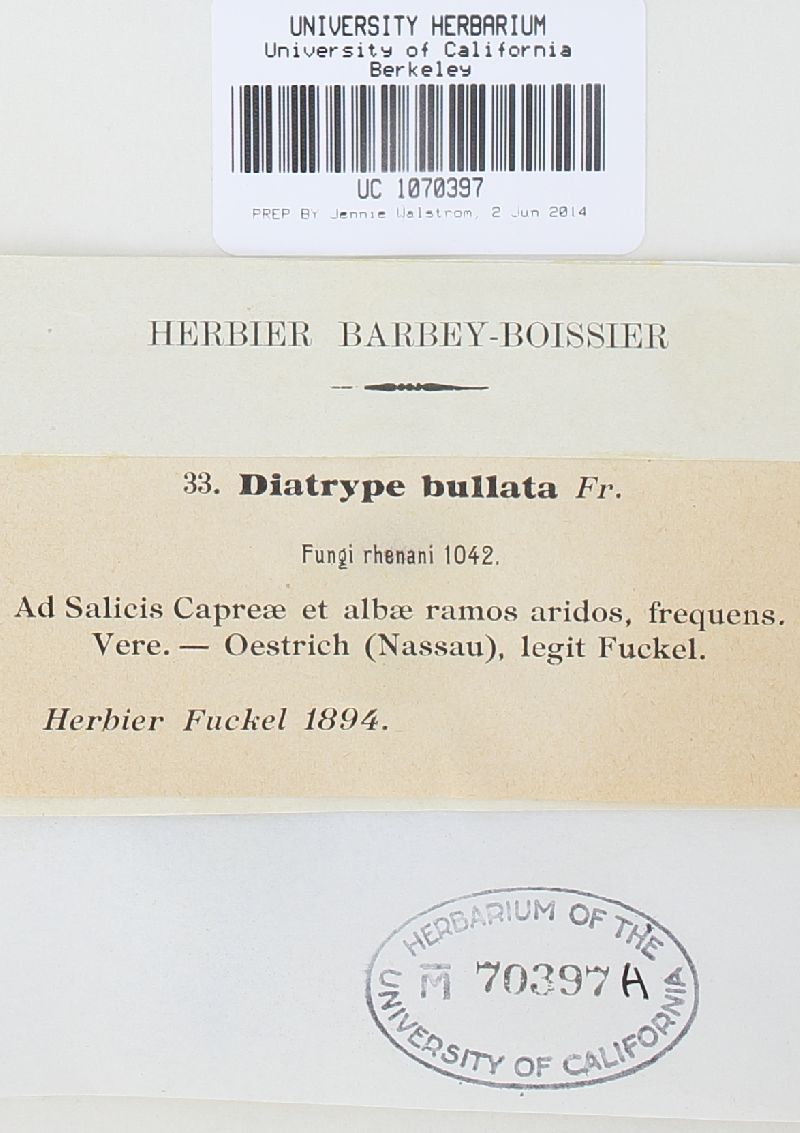 UNIVERSITY HERBARIUM
University of California
Berkeley
UC 1070397
PREP BY Jennie Walstrom, 2 Jun 2014
HERBIER BARBEY-BOISSIER
33. Diatrype bullata Fr.
Fungi rhenani 1042.
Ad Salicis Capreæ et albæ ramos aridos, frequens.
Vere. — Oestrich (Nassau), legit Fuckel.
Herbier Fuckel 1894.
HERBARIUM OF THE
M̅ 70397 A
UNIVERSITY OF CALIFORNIA